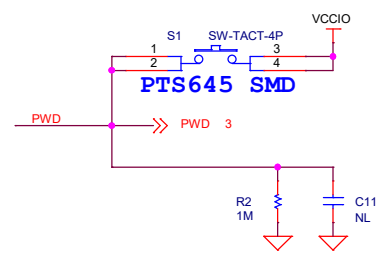 VCCIO
S1 SW-TACT-4P
1 3
2 4
PTS645 SMD
PWD PWD 3
R2 C11
1M NL